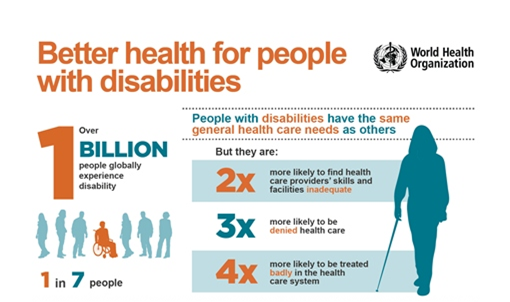 Better health for people
with disabilities
World Health
Organization
1
Over
BILLION
people globally
experience
disability
1 in 7 people
People with disabilities have the same
general health care needs as others
But they are:
2x
more likely to find health
care providers' skills and
facilities inadequate
3x
more likely to be
denied health care
4x
more likely to be treated
badly in the health
care system